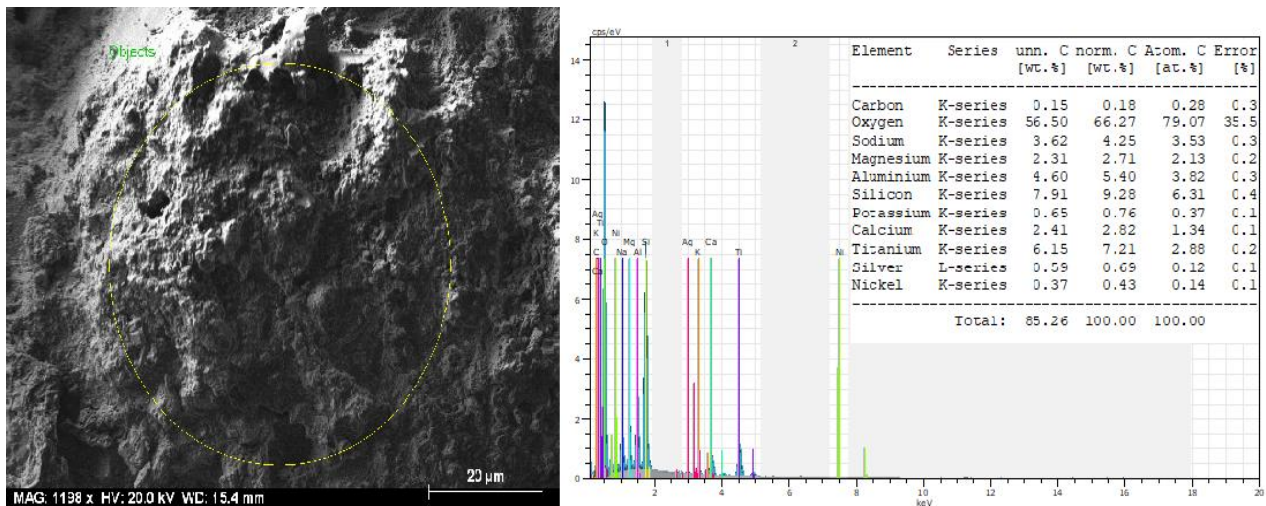 Objects
MAG: 1198 x HV: 20.0 kV WD: 15.4 mm
20 µm
cps/eV
1 2
14
12
10
8
6
4
2
0
Ag Ti K O C Ca Ni Na Mg Al Si Ag K Ca Ti Ni
2 4 6 8 10 12 14 16 18 20
keV
Element Series unn. C norm. C Atom. C Error
[wt.%] [wt.%] [at.%] [%]
Carbon K-series 0.15 0.18 0.28 0.3
Oxygen K-series 56.50 66.27 79.07 35.5
Sodium K-series 3.62 4.25 3.53 0.3
Magnesium K-series 2.31 2.71 2.13 0.2
Aluminium K-series 4.60 5.40 3.82 0.3
Silicon K-series 7.91 9.28 6.31 0.4
Potassium K-series 0.65 0.76 0.37 0.1
Calcium K-series 2.41 2.82 1.34 0.1
Titanium K-series 6.15 7.21 2.88 0.2
Silver L-series 0.59 0.69 0.12 0.1
Nickel K-series 0.37 0.43 0.14 0.1
Total: 85.26 100.00 100.00